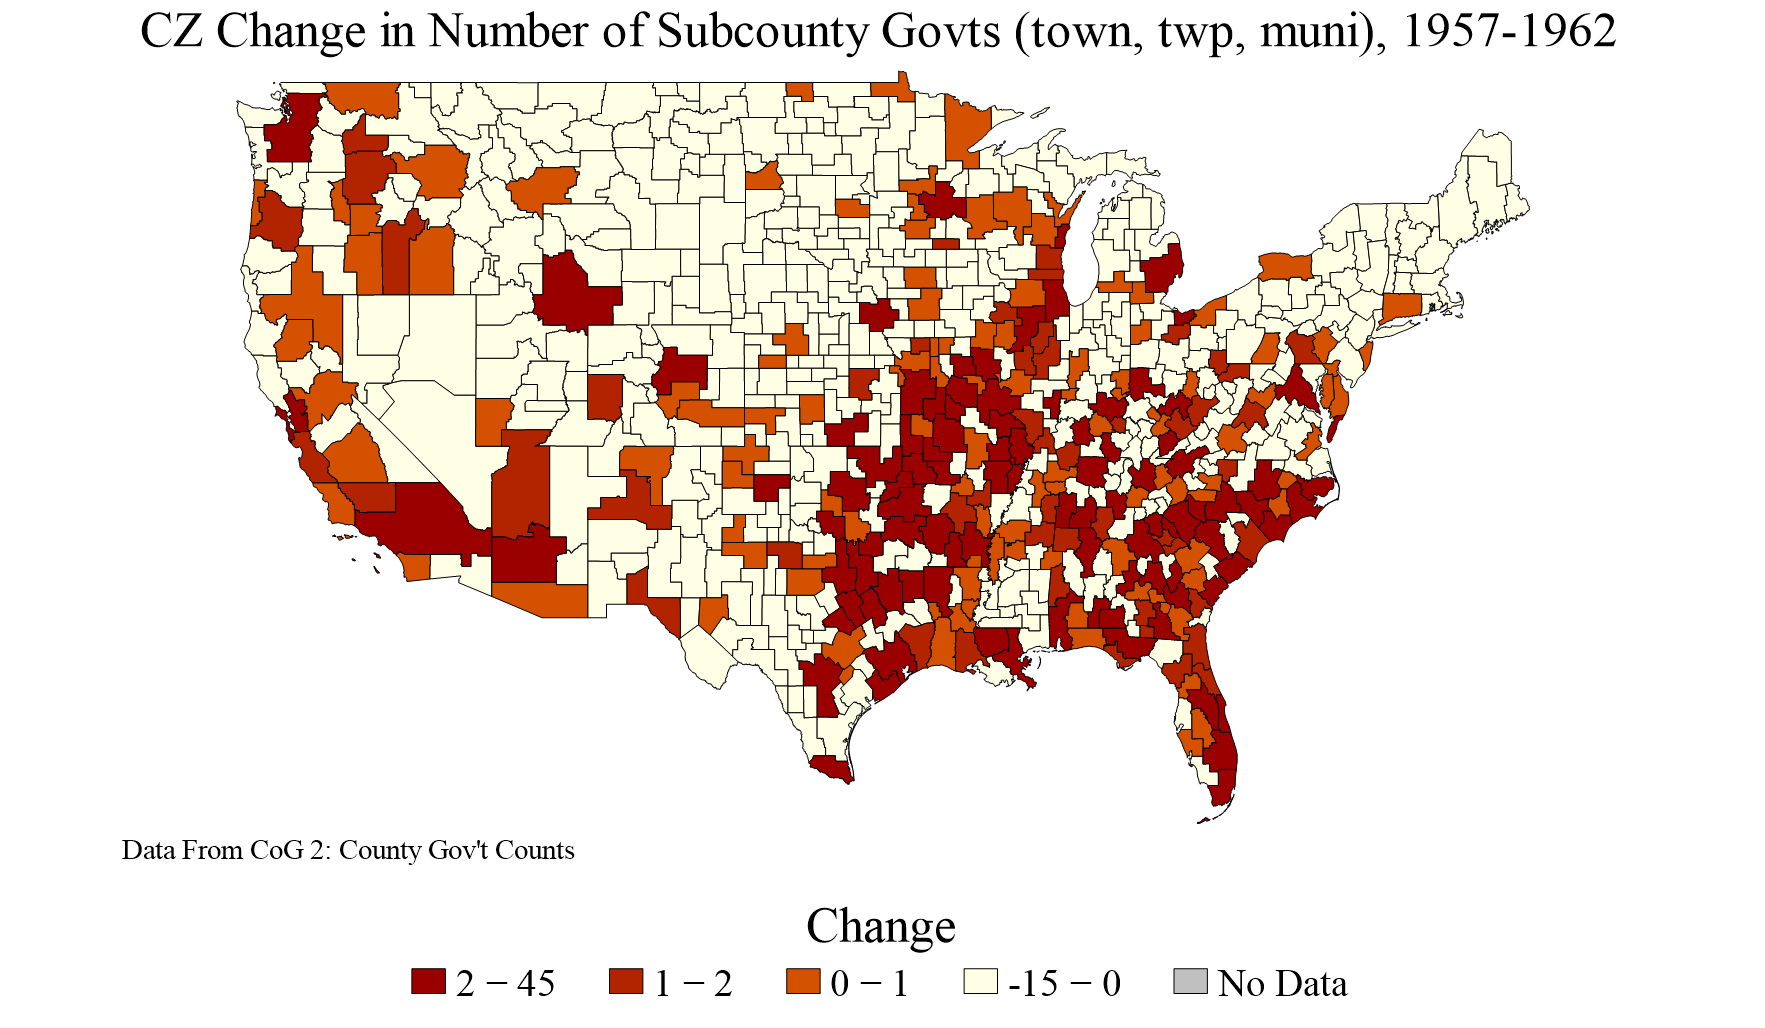 CZ Change in Number of Subcounty Govts (town, twp, muni), 1957-1962
Data From CoG 2: County Gov't Counts
Change
2 − 45 1 − 2 0 − 1 -15 − 0 No Data